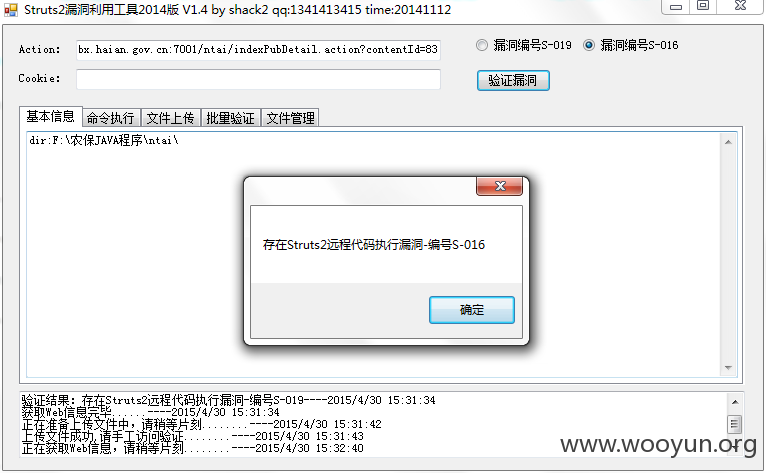 Struts2漏洞利用工具2014版 V1.4 by shack2 qq:1341413415 time:20141112
Action:
bx.haian.gov.cn:7001/ntai/indexPubDetail.action?contentId=83
漏洞编号S-019
漏洞编号S-016
Cookie:
验证漏洞
基本信息
命令执行
文件上传
批量验证
文件管理
dir:F:\农保JAVA程序\ntai\
存在Struts2远程代码执行漏洞-编号S-016
确定
验证结果: 存在Struts2远程代码执行漏洞-编号S-019----2015/4/30 15:31:34
获取Web信息完毕......----2015/4/30 15:31:34
正在准备上传文件中，请稍等片刻........----2015/4/30 15:31:42
上传文件成功,请手工访问验证........----2015/4/30 15:31:43
正在获取Web信息，请稍等片刻........----2015/4/30 15:32:40
www.wooyun.org